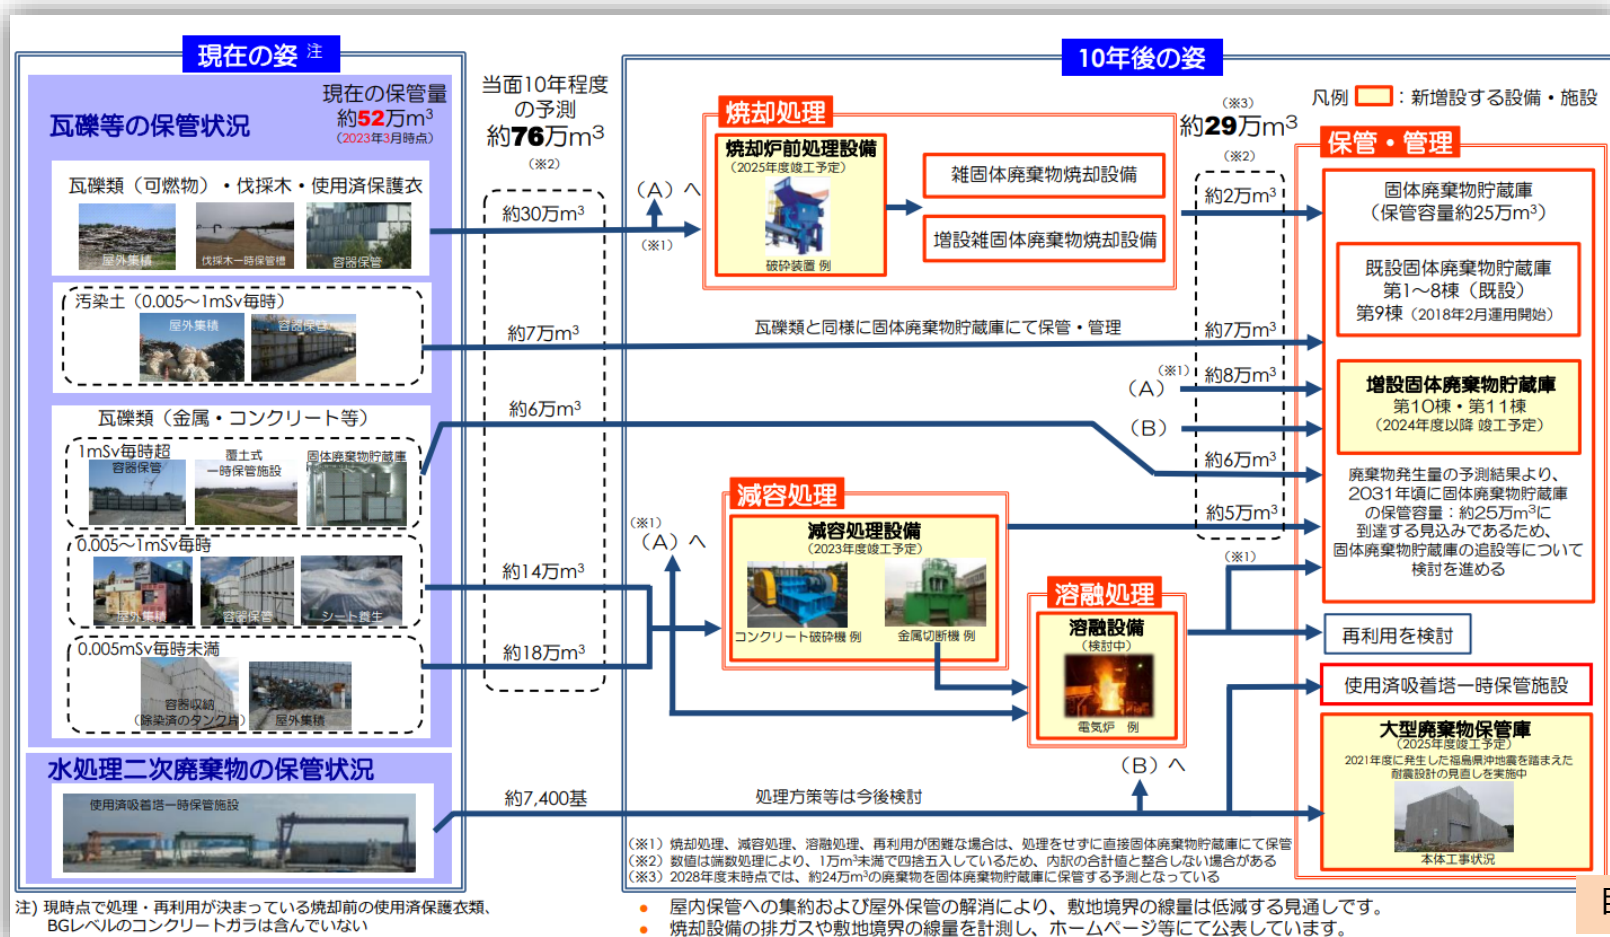 現在の姿 注
瓦礫等の保管状況
現在の保管量
約52万m³
（2023年3月時点）
瓦礫類（可燃物）・伐採木・使用済保護衣
屋外集積
伐採木一時保管槽
容器保管
汚染土（0.005～1mSv毎時）
屋外集積
容器保管
瓦礫類（金属・コンクリート等）
1mSv毎時超
容器保管
覆土式
一時保管施設
固体廃棄物貯蔵庫
0.005～1mSv毎時
屋外集積
容器保管
シート養生
0.005mSv毎時未満
容器収納
（除染済のタンク片）
屋外集積
水処理二次廃棄物の保管状況
使用済吸着塔一時保管施設
当面10年程度
の予測
約76万m³
（※2）
約30万m³
約7万m³
約6万m³
約14万m³
約18万m³
約7,400基
10年後の姿
（A）へ
（※1）
焼却処理
焼却炉前処理設備
（2025年度竣工予定）
破砕装置 例
雑固体廃棄物焼却設備
増設雑固体廃棄物焼却設備
瓦礫類と同様に固体廃棄物貯蔵庫にて保管・管理
（※1）
（A）へ
減容処理
減容処理設備
（2023年度竣工予定）
コンクリート破砕機 例
金属切断機 例
溶融処理
溶融設備
（検討中）
電気炉 例
（B）へ
処理方策等は今後検討
（※3）
約29万m³
（※2）
約2万m³
約7万m³
（A）
（※1）
約8万m³
（B）
約6万m³
約5万m³
（※1）
凡例
：新増設する設備・施設
保管・管理
固体廃棄物貯蔵庫
（保管容量約25万m³）
既設固体廃棄物貯蔵庫
第1～8棟（既設）
第9棟（2018年2月運用開始）
増設固体廃棄物貯蔵庫
第10棟・第11棟
（2024年度以降 竣工予定）
廃棄物発生量の予測結果より、
2031年頃に固体廃棄物貯蔵庫
の保管容量：約25万m³に
到達する見込みであるため、
固体廃棄物貯蔵庫の追設等について
検討を進める
再利用を検討
使用済吸着塔一時保管施設
大型廃棄物保管庫
（2025年度竣工予定）
2021年度に発生した福島県沖地震を踏まえた
耐震設計の見直しを実施中
本体工事状況
（※1）焼却処理、減容処理、溶融処理、再利用が困難な場合は、処理をせずに直接固体廃棄物貯蔵庫にて保管
（※2）数値は端数処理により、1万m³未満で四捨五入しているため、内訳の合計値と整合しない場合がある
（※3）2028年度末時点では、約24万m³の廃棄物を固体廃棄物貯蔵庫に保管する予測となっている
注) 現時点で処理・再利用が決まっている焼却前の使用済保護衣類、
BGレベルのコンクリートガラは含んでいない
• 屋内保管への集約および屋外保管の解消により、敷地境界の線量は低減する見通しです。
• 焼却設備の排ガスや敷地境界の線量を計測し、ホームページ等にて公表しています。